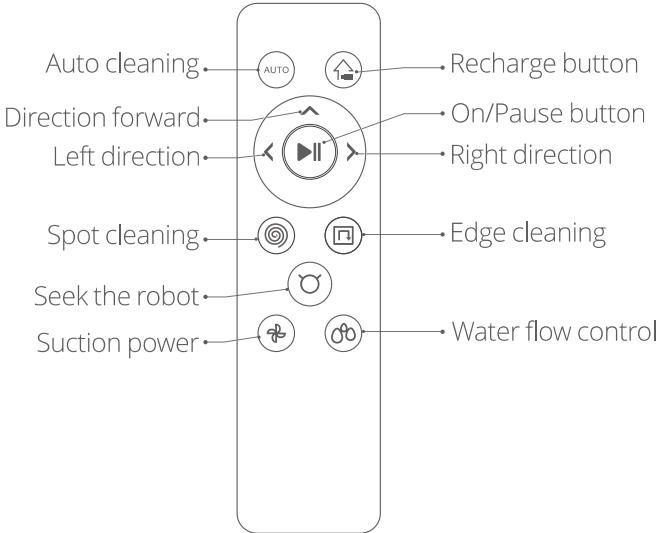 Auto cleaning
AUTO
Recharge button
Direction forward
On/Pause button
Left direction
Right direction
Spot cleaning
Edge cleaning
Seek the robot
Suction power
Water flow control